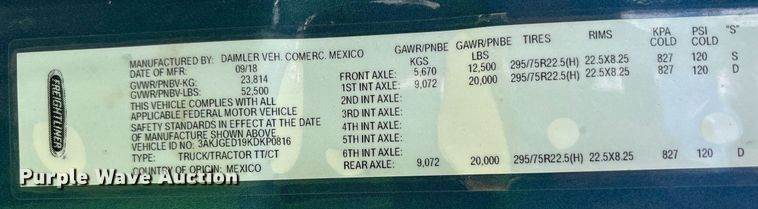 FREIGHTLINER
MANUFACTURED BY: DAIMLER VEH. COMERC. MEXICO
DATE OF MFR: 09/18
GVWR/PNBV-KG: 23,814
GVWR/PNBV-LBS: 52,500
THIS VEHICLE COMPLIES WITH ALL
APPLICABLE FEDERAL MOTOR VEHICLE
SAFETY STANDARDS IN EFFECT AT THE DATE
OF MANUFACTURE SHOWN ABOVE
VEHICLE ID NO: 3AKJGED19KDKP0816
TYPE: TRUCK/TRACTOR TT/CT
COUNTRY OF ORIGIN: MEXICO
GAWR/PNBE GAWR/PNBE TIRES RIMS KPA PSI "S"
KGS LBS COLD COLD
FRONT AXLE: 5,670 12,500 295/75R22.5(H) 22.5X8.25 827 120 S
1ST INT AXLE: 9,072 20,000 295/75R22.5(H) 22.5X8.25 827 120 D
2ND INT AXLE:
3RD INT AXLE:
4TH INT AXLE:
5TH INT AXLE:
6TH INT AXLE:
REAR AXLE: 9,072 20,000 295/75R22.5(H) 22.5X8.25 827 120 D
Purple Wave Auction